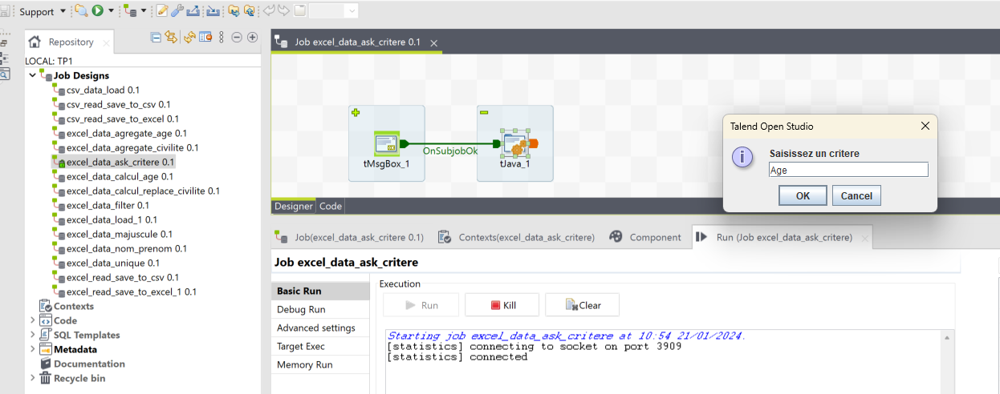 Support
Repository
LOCAL: TP1
Job Designs
csv_data_load 0.1
csv_read_save_to_csv 0.1
csv_read_save_to_excel 0.1
excel_data_agregate_age 0.1
excel_data_agregate_civilite 0.1
excel_data_ask_critere 0.1
excel_data_calcul_age 0.1
excel_data_calcul_replace_civilite 0.1
excel_data_filter 0.1
excel_data_load_1 0.1
excel_data_majuscule 0.1
excel_data_nom_prenom 0.1
excel_data_unique 0.1
excel_read_save_to_csv 0.1
excel_read_save_to_excel_1 0.1
Contexts
Code
SQL Templates
Metadata
Documentation
Recycle bin
Job excel_data_ask_critere 0.1
OnSubjobOk
tMsgBox_1
tJava_1
Talend Open Studio
Saisissez un critere
Age
OK Cancel
Designer Code
Job(excel_data_ask_critere 0.1) Contexts(excel_data_ask_critere) Component Run (Job excel_data_ask_critere)
Job excel_data_ask_critere
Basic Run
Debug Run
Advanced settings
Target Exec
Memory Run
Execution
Run Kill Clear
Starting job excel_data_ask_critere at 10:54 21/01/2024.
[statistics] connecting to socket on port 3909
[statistics] connected